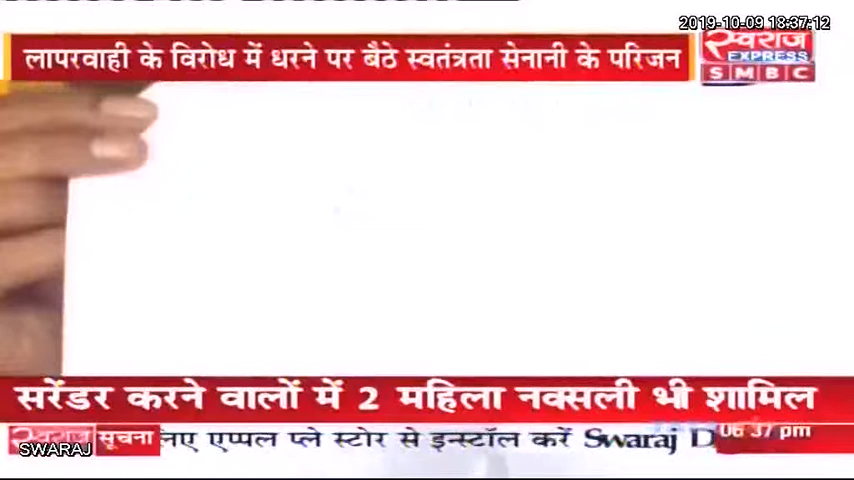 2019-10-09 18:37:12
लापरवाही के विरोध में धरने पर बैठे स्वतंत्रता सेनानी के परिजन
स्वराज
EXPRESS
SMBC
सरेंडर करने वालों में 2 महिला नक्सली भी शामिल
स्वराज सूचना लिए एप्पल प्ले स्टोर से इन्स्टॉल करें Swaraj D 06:37 pm
SWARAJ